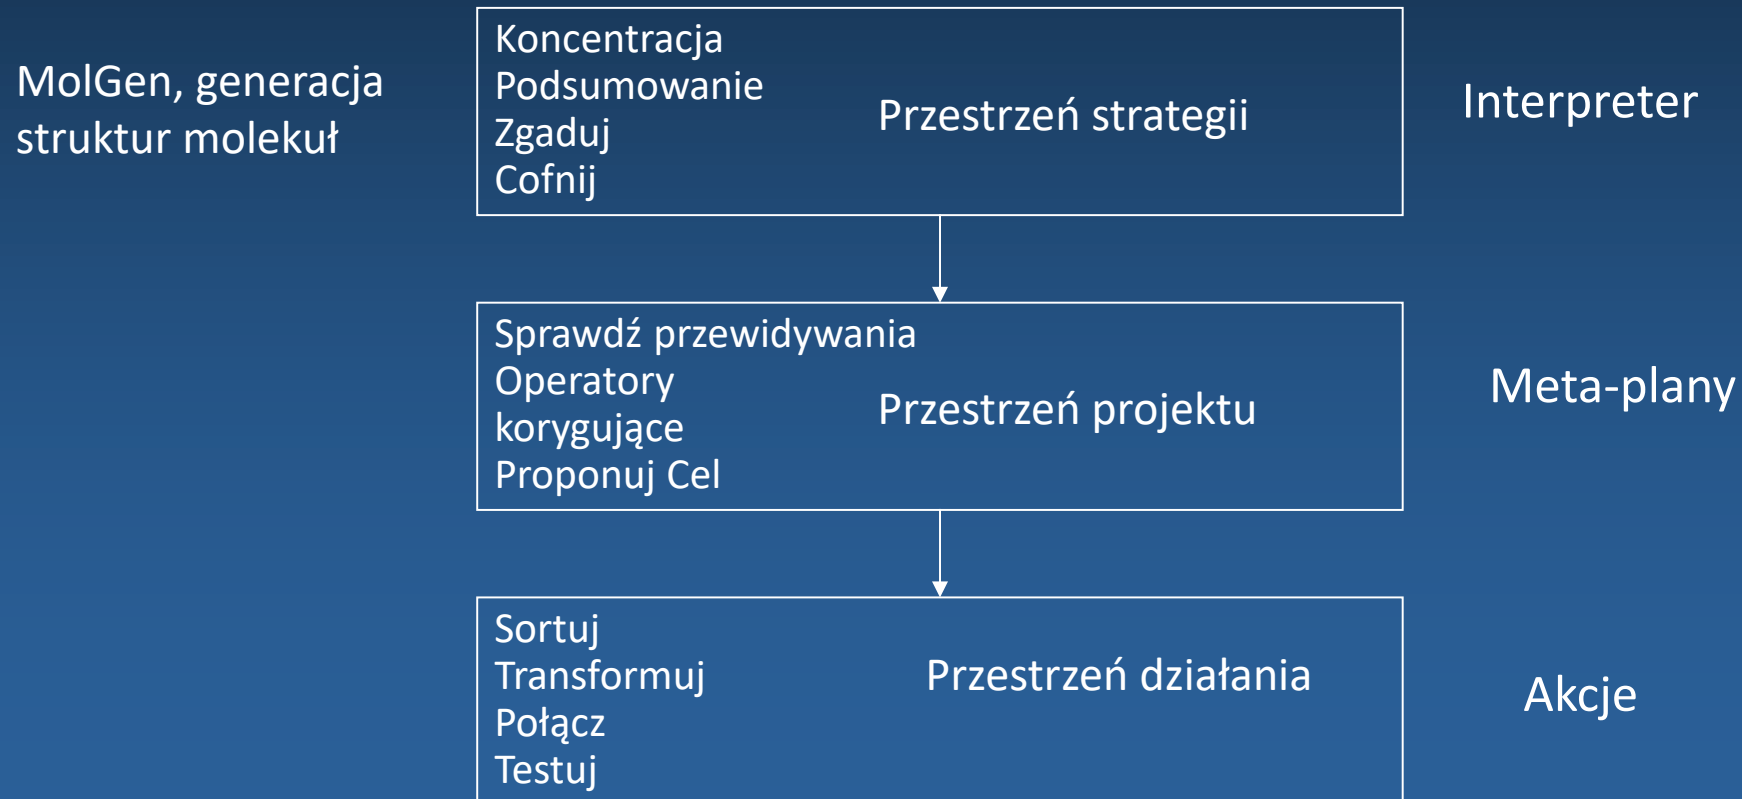 MolGen, generacja
struktur molekuł
Koncentracja
Podsumowanie
Zgaduj
Cofnij
Przestrzeń strategii
Interpreter
Sprawdź przewidywania
Operatory
korygujące
Proponuj Cel
Przestrzeń projektu
Meta-plany
Sortuj
Transformuj
Połącz
Testuj
Przestrzeń działania
Akcje